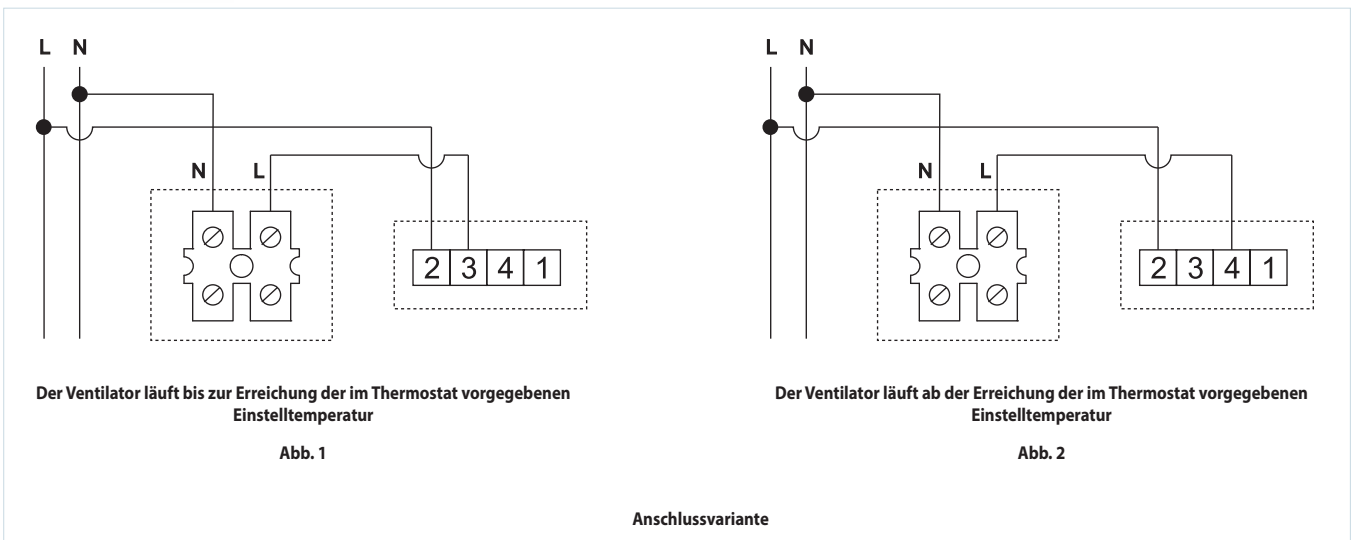 L N
N L
2 3 4 1
Der Ventilator läuft bis zur Erreichung der im Thermostat vorgegebenen
Einstelltemperatur
Abb. 1
L N
N L
2 3 4 1
Der Ventilator läuft ab der Erreichung der im Thermostat vorgegebenen
Einstelltemperatur
Abb. 2
Anschlussvariante